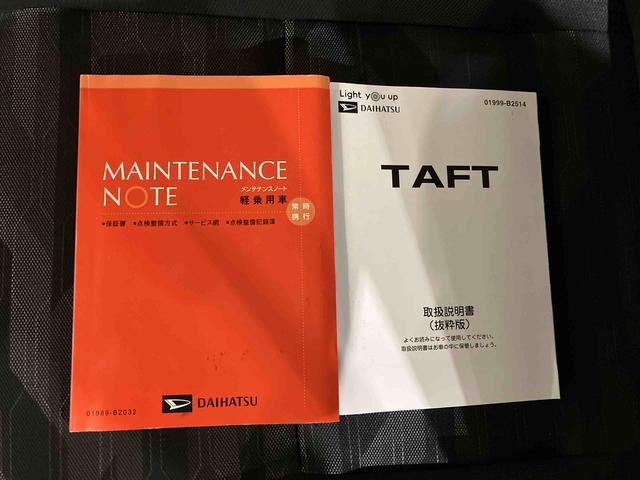 MAINTENANCE
NOTE
メンテナンスノート
軽乗用車
常時
携行
●保証書 ●点検整備方式 ●サービス網 ●点検整備記録簿
DAIHATSU
01989-B2032
Light you up
DAIHATSU
01999-B2514
TAFT
取扱説明書
(抜粋版)
よくお読みになって使用してください。
取扱説明書はお車の中に保管しましょう。